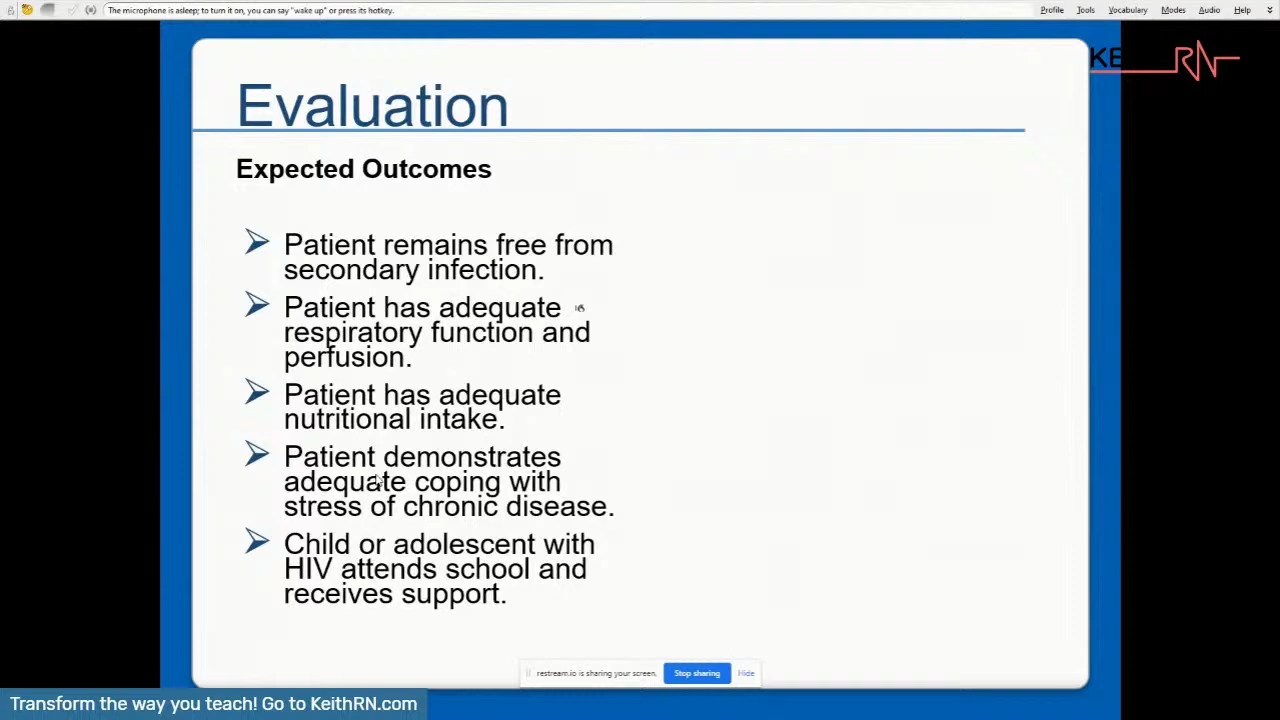 The microphone is asleep; to turn it on, you can say "wake up" or press its hotkey.
Profile Tools Vocabulary Modes Audio Help
KE RN
Evaluation
Expected Outcomes
Patient remains free from
secondary infection.
Patient has adequate
respiratory function and
perfusion.
Patient has adequate
nutritional intake.
Patient demonstrates
adequate coping with
stress of chronic disease.
Child or adolescent with
HIV attends school and
receives support.
restream.io is sharing your screen. Stop sharing Hide
Transform the way you teach! Go to KeithRN.com